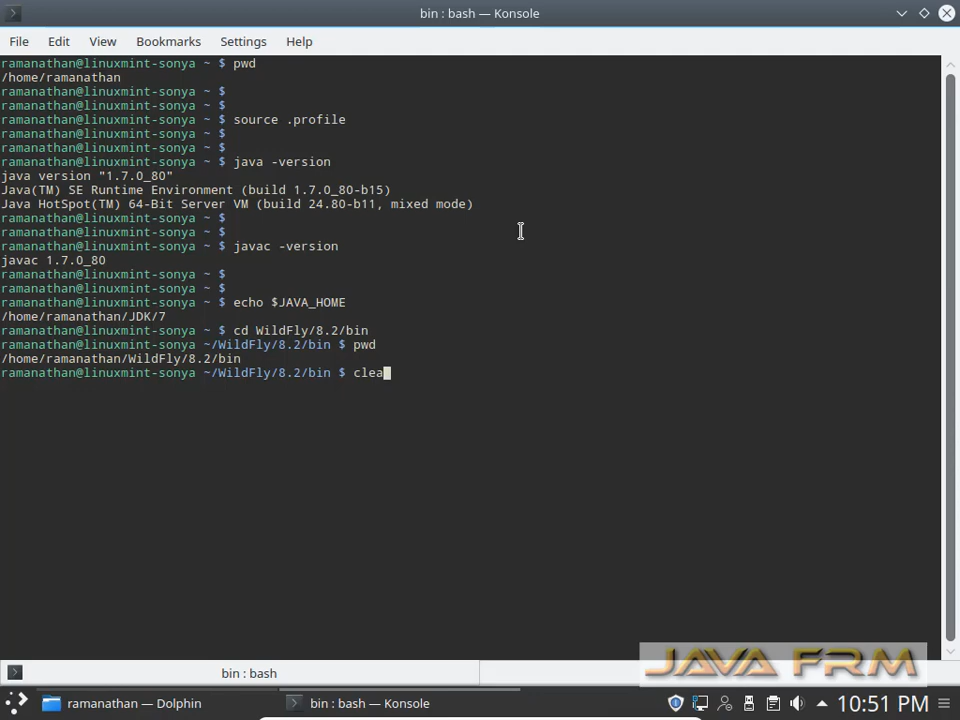 bin : bash — Konsole
File Edit View Bookmarks Settings Help
ramanathan@linuxmint-sonya ~ $ pwd
/home/ramanathan
ramanathan@linuxmint-sonya ~ $
ramanathan@linuxmint-sonya ~ $
ramanathan@linuxmint-sonya ~ $ source .profile
ramanathan@linuxmint-sonya ~ $
ramanathan@linuxmint-sonya ~ $
ramanathan@linuxmint-sonya ~ $ java -version
java version "1.7.0_80"
Java(TM) SE Runtime Environment (build 1.7.0_80-b15)
Java HotSpot(TM) 64-Bit Server VM (build 24.80-b11, mixed mode)
ramanathan@linuxmint-sonya ~ $
ramanathan@linuxmint-sonya ~ $
ramanathan@linuxmint-sonya ~ $ javac -version
javac 1.7.0_80
ramanathan@linuxmint-sonya ~ $
ramanathan@linuxmint-sonya ~ $
ramanathan@linuxmint-sonya ~ $ echo $JAVA_HOME
/home/ramanathan/JDK/7
ramanathan@linuxmint-sonya ~ $ cd WildFly/8.2/bin
ramanathan@linuxmint-sonya ~/WildFly/8.2/bin $ pwd
/home/ramanathan/WildFly/8.2/bin
ramanathan@linuxmint-sonya ~/WildFly/8.2/bin $ clea
bin : bash
JAVA FRM
ramanathan — Dolphin
bin : bash — Konsole
10:51 PM